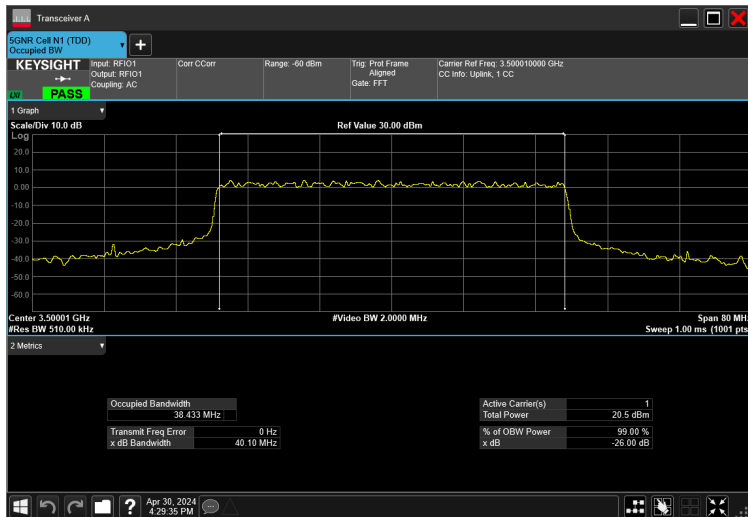 Transceiver A
5GNR Cell N1 (TDD)
Occupied BW
+
KEYSIGHT
LXI
PASS
Input: RFIO1
Output: RFIO1
Coupling: AC
Corr CCorr
Range: -60 dBm
Trig: Prot Frame
Aligned
Gate: FFT
Carrier Ref Freq: 3.500010000 GHz
CC Info: Uplink, 1 CC
1 Graph
Scale/Div 10.0 dB
Ref Value 30.00 dBm
Log
20.0
10.0
0.00
-10.0
-20.0
-30.0
-40.0
-50.0
-60.0
Center 3.50001 GHz
#Video BW 2.0000 MHz
Span 80 MHz
#Res BW 510.00 kHz
Sweep 1.00 ms (1001 pts
2 Metrics
Occupied Bandwidth
38.433 MHz
Transmit Freq Error 0 Hz
x dB Bandwidth 40.10 MHz
Active Carrier(s) 1
Total Power 20.5 dBm
% of OBW Power 99.00 %
x dB -26.00 dB
?
Apr 30, 2024
4:29:35 PM